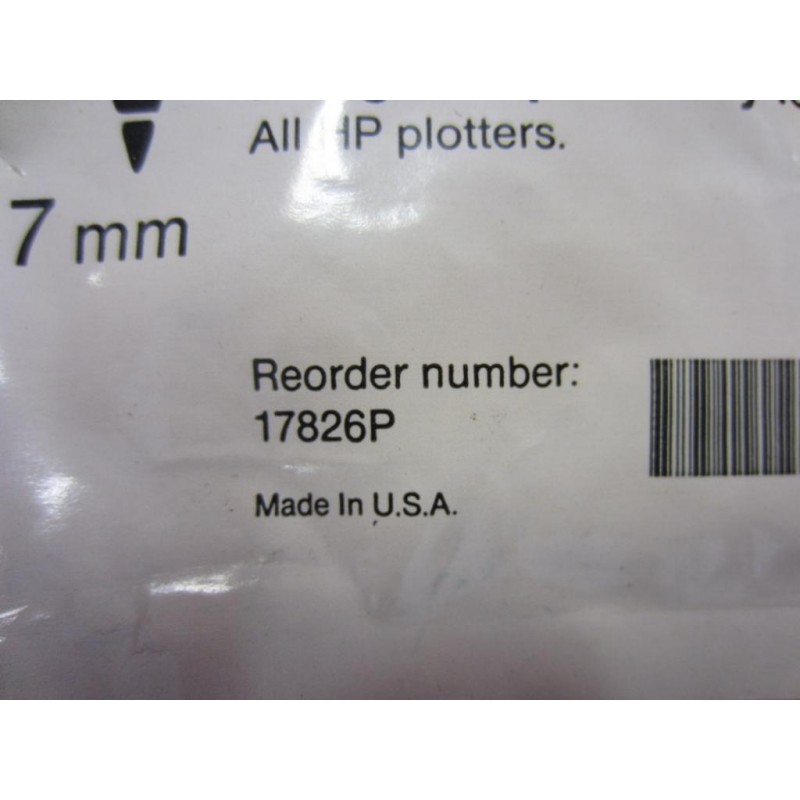 All HP plotters.
7 mm
Reorder number:
17826P
Made In U.S.A.